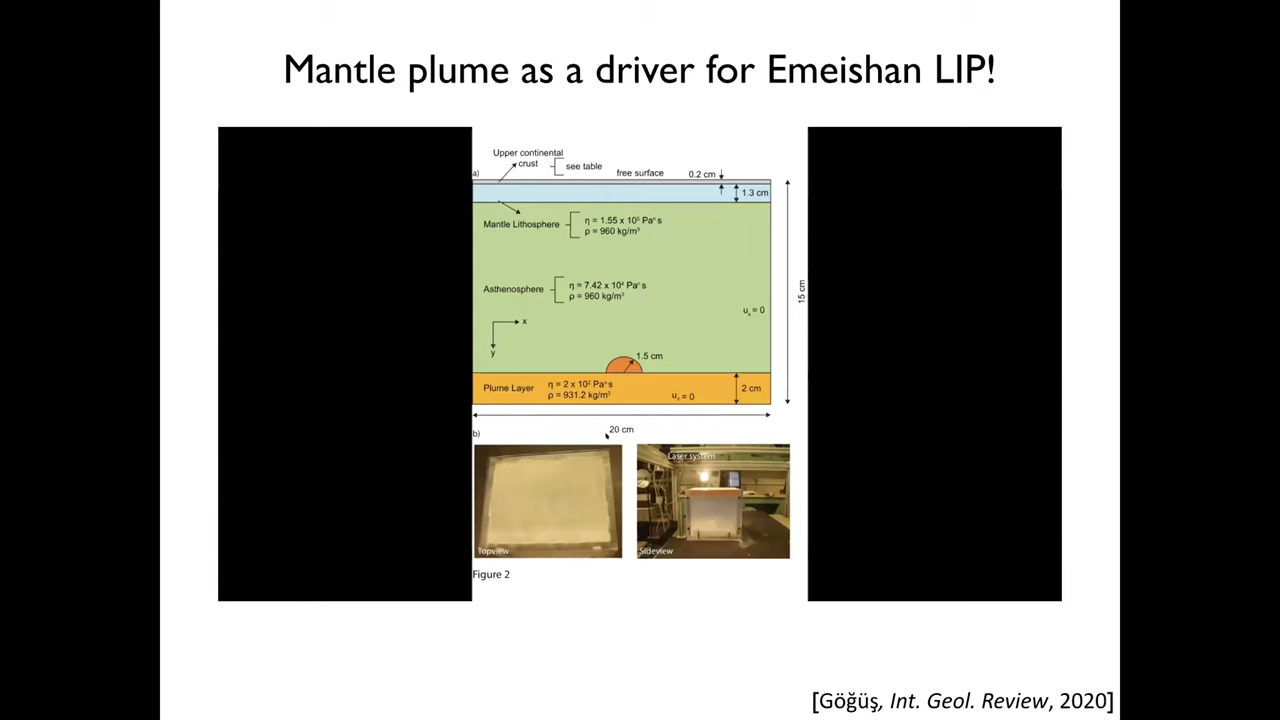 Mantle plume as a driver for Emeishan LIP!
Upper continental
crust
see table
free surface
0.2 cm
a)
1.3 cm
Mantle Lithosphere
η = 1.55 x 10⁵ Paⁿ s
ρ = 960 kg/m³
Asthenosphere
η = 7.42 x 10⁴ Paⁿ s
ρ = 960 kg/m³
15 cm
uₓ = 0
x
y
1.5 cm
Plume Layer
η = 2 x 10² Paⁿ s
ρ = 931.2 kg/m³
uᵧ = 0
2 cm
20 cm
b)
Laser system
Topview
Sideview
Figure 2
[Göğüş, Int. Geol. Review, 2020]